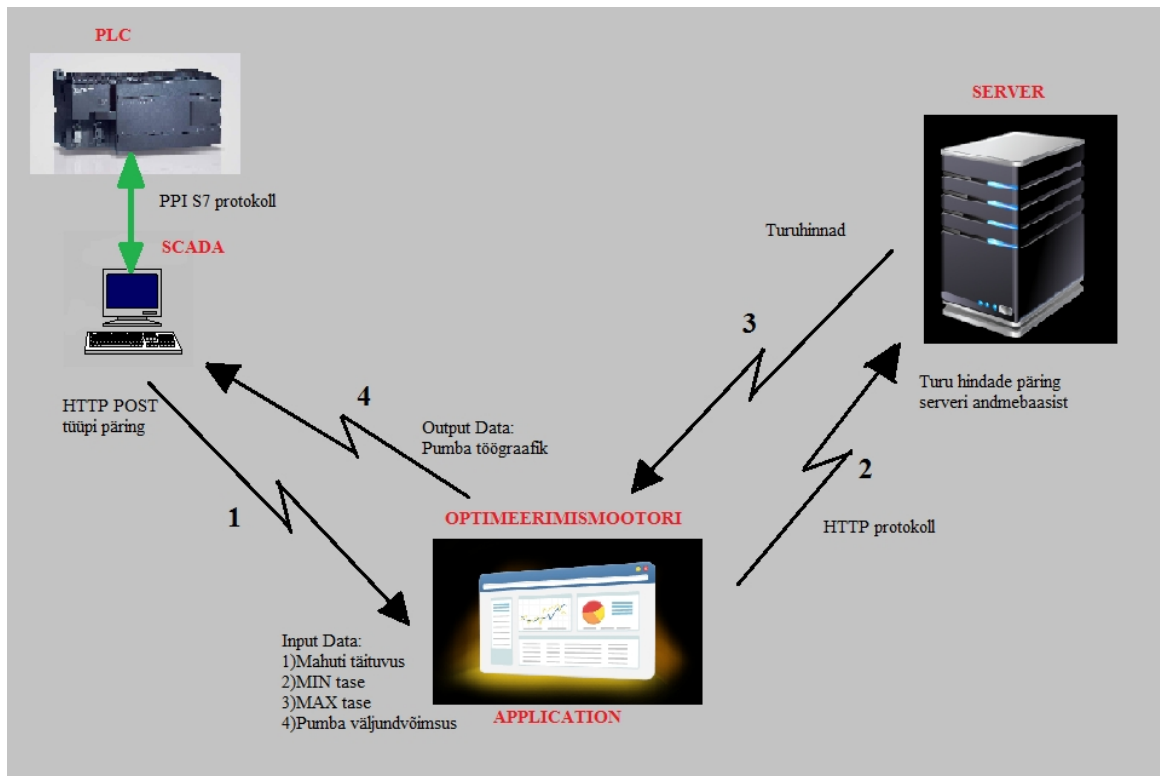 PLC
PPI S7 protokoll
SCADA
SERVER
Turuhinnad
3
4
HTTP POST
tüüpi päring
Output Data:
Pumba töögraafik
Turu hindade päring
serveri andmebaasist
1
2
OPTIMEERIMISMOOTORI
HTTP protokoll
Input Data:
1)Mahuti täituvus
2)MIN tase
3)MAX tase
4)Pumba väljundvõimsus
APPLICATION